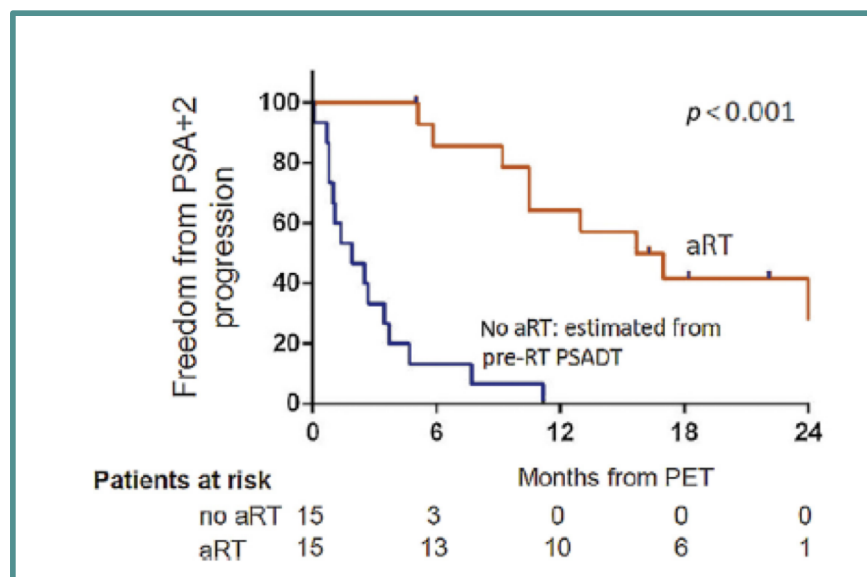 Freedom from PSA+2
progression
100
80
60
40
20
0
p<0.001
aRT
No aRT: estimated from
pre-RT PSADT
0 6 12 18 24
Months from PET
Patients at risk
no aRT 15 3 0 0 0
aRT 15 13 10 6 1